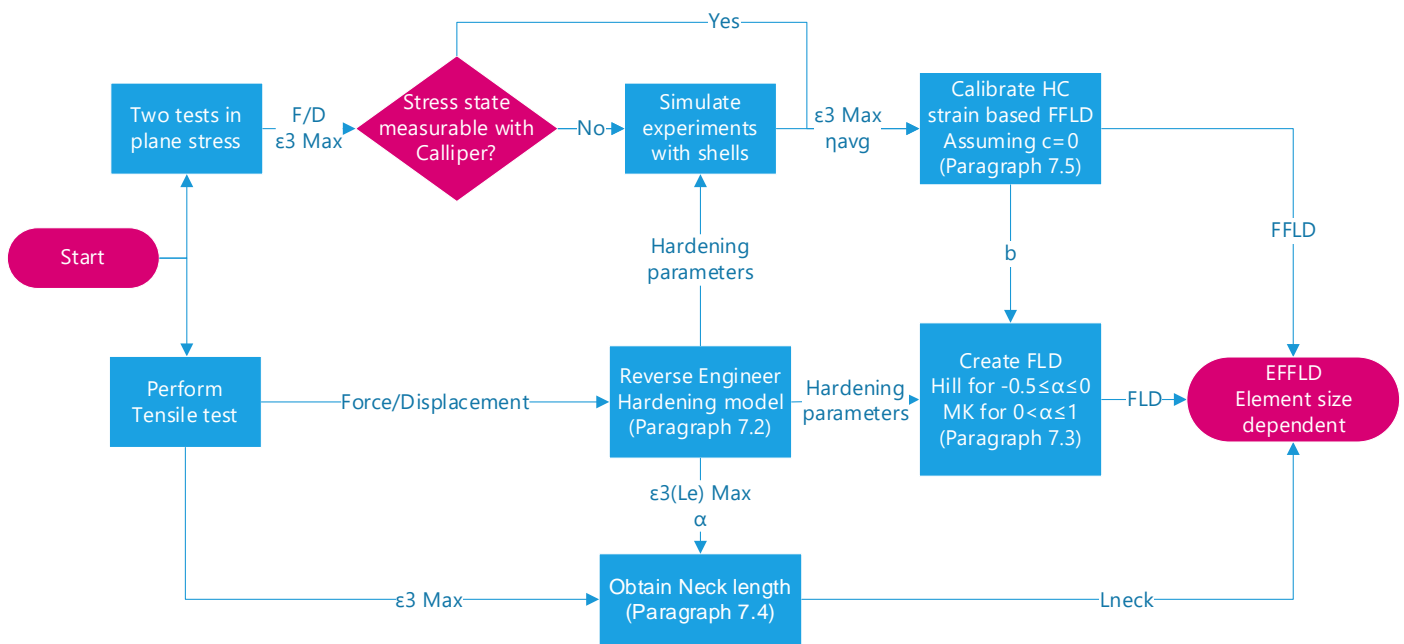 Yes
Two tests in
plane stress
F/D
ε3 Max
Stress state
measurable with
Calliper?
No
Simulate
experiments
with shells
ε3 Max
ηavg
Calibrate HC
strain based FFLD
Assuming c=0
(Paragraph 7.5)
Start
Hardening
parameters
b
FFLD
Perform
Tensile test
Force/Displacement
Reverse Engineer
Hardening model
(Paragraph 7.2)
Hardening
parameters
Create FLD
Hill for -0.5≤α≤0
MK for 0<α≤1
(Paragraph 7.3)
FLD
EFFLD
Element size
dependent
ε3(Le) Max
α
ε3 Max
Obtain Neck length
(Paragraph 7.4)
Lneck